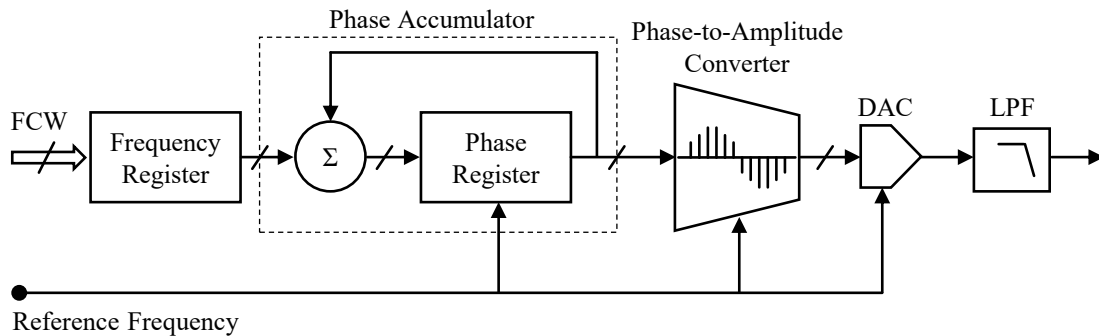 Phase Accumulator
Phase-to-Amplitude
Converter
FCW
Frequency
Register
Σ
Phase
Register
DAC
LPF
Reference Frequency